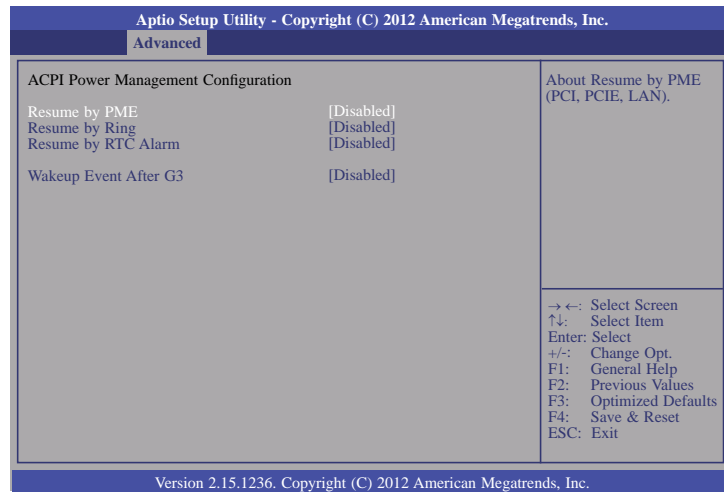 Aptio Setup Utility - Copyright (C) 2012 American Megatrends, Inc.
Advanced
ACPI Power Management Configuration
Resume by PME [Disabled]
Resume by Ring [Disabled]
Resume by RTC Alarm [Disabled]
Wakeup Event After G3 [Disabled]
About Resume by PME
(PCI, PCIE, LAN).
→←: Select Screen
↑↓: Select Item
Enter: Select
+/-: Change Opt.
F1: General Help
F2: Previous Values
F3: Optimized Defaults
F4: Save & Reset
ESC: Exit
Version 2.15.1236. Copyright (C) 2012 American Megatrends, Inc.